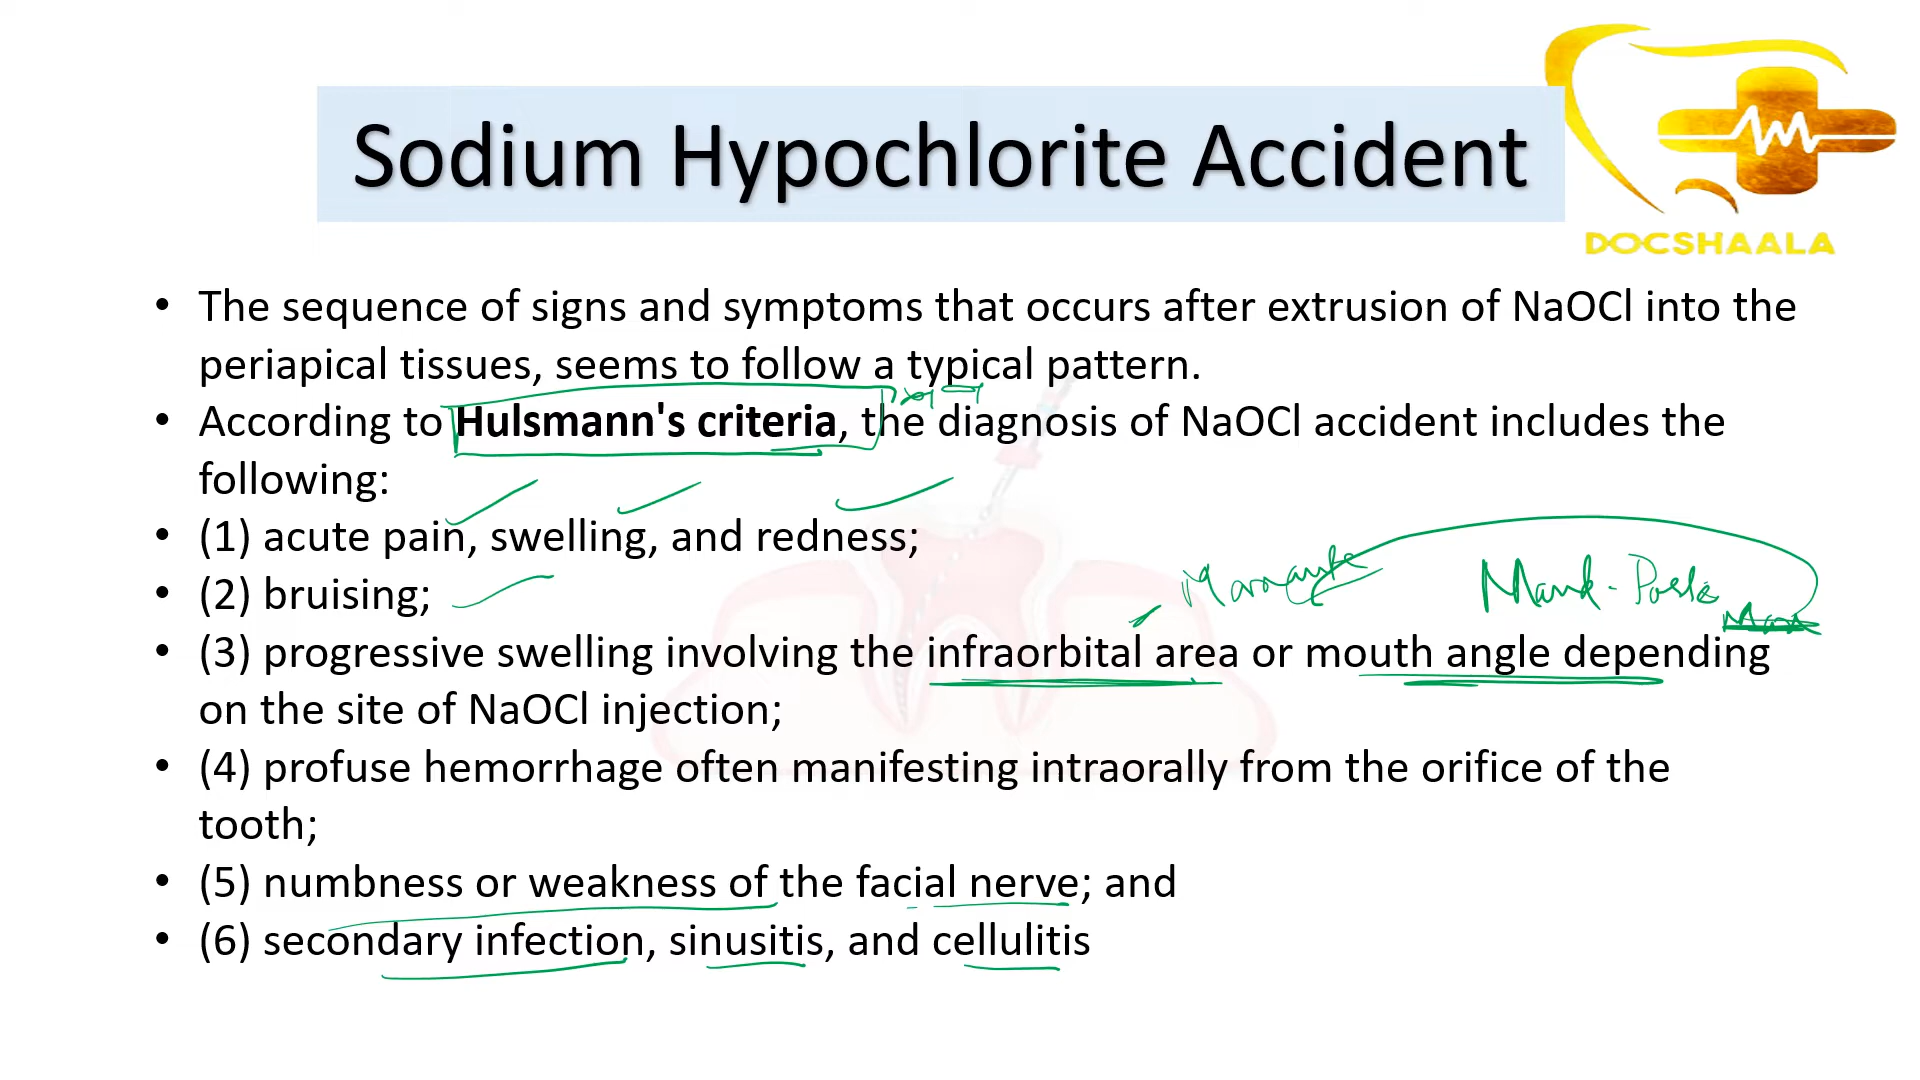 Sodium Hypochlorite Accident
DOCSHAALA
• The sequence of signs and symptoms that occurs after extrusion of NaOCl into the
periapical tissues, seems to follow a typical pattern.
• According to Hulsmann's criteria, the diagnosis of NaOCl accident includes the
following:
• (1) acute pain, swelling, and redness;
• (2) bruising;
• (3) progressive swelling involving the infraorbital area or mouth angle depending
on the site of NaOCl injection;
• (4) profuse hemorrhage often manifesting intraorally from the orifice of the
tooth;
• (5) numbness or weakness of the facial nerve; and
• (6) secondary infection, sinusitis, and cellulitis